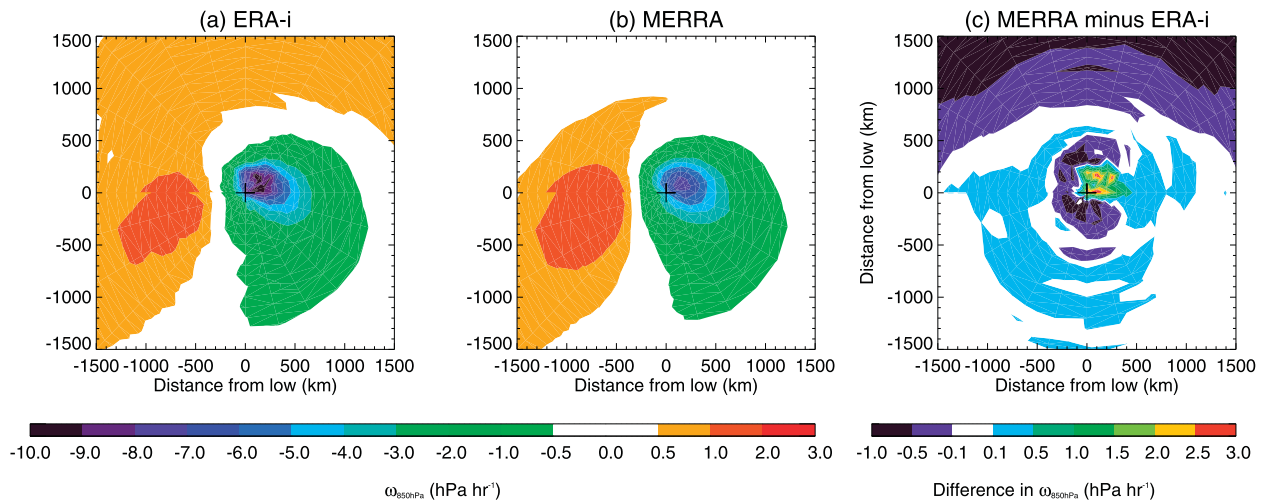 (a) ERA-i
(b) MERRA
(c) MERRA minus ERA-i
1500
1000
500
0
-500
-1000
-1500
-1500 -1000 -500 0 500 1000 1500
Distance from low (km)
1500
1000
500
0
-500
-1000
-1500
-1500 -1000 -500 0 500 1000 1500
Distance from low (km)
Distance from low (km)
1500
1000
500
0
-500
-1000
-1500
-1500 -1000 -500 0 500 1000 1500
Distance from low (km)
-10.0 -9.0 -8.0 -7.0 -6.0 -5.0 -4.0 -3.0 -2.0 -1.0 -0.5 0.0 0.5 1.0 2.0 3.0
ω850hPa (hPa hr-1)
-1.0 -0.5 -0.1 0.1 0.5 1.0 1.5 2.0 2.5 3.0
Difference in ω850hPa (hPa hr-1)